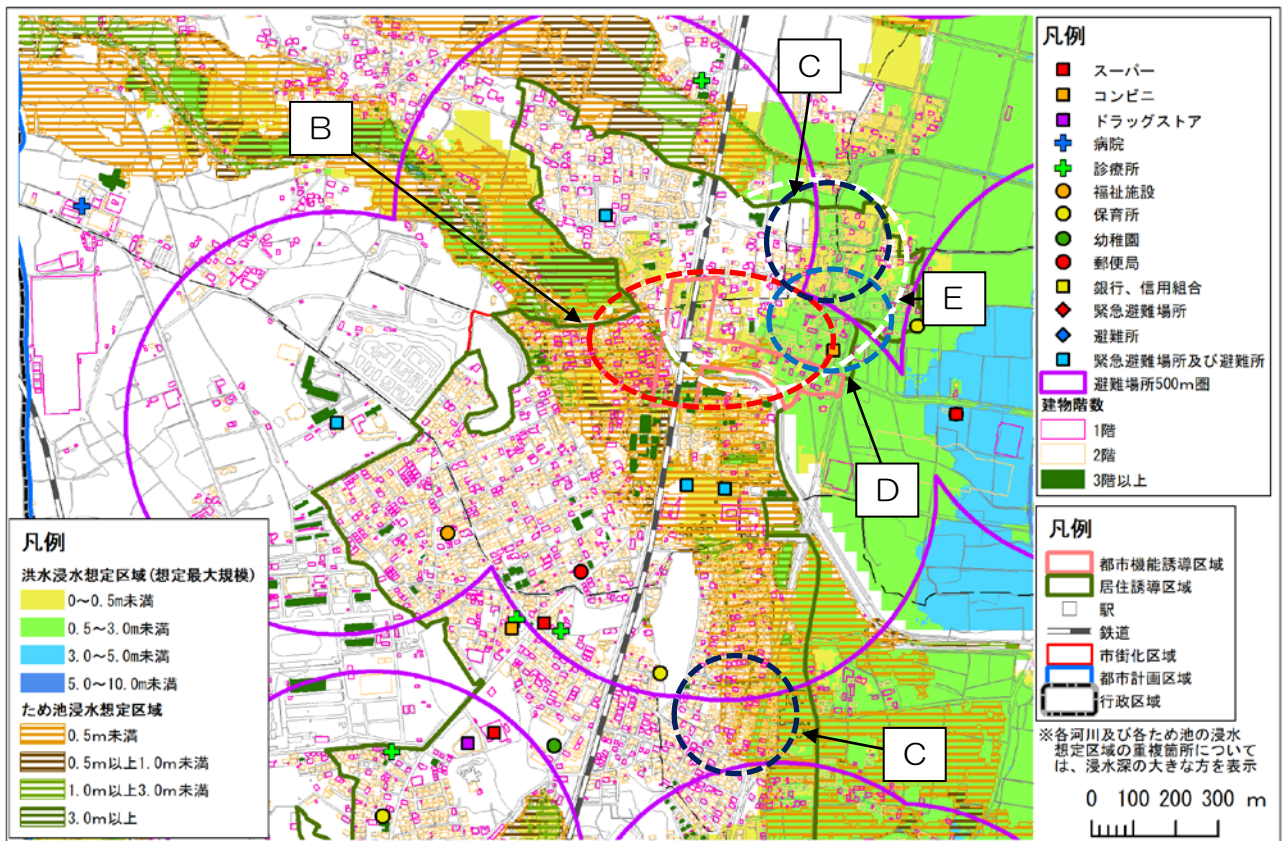 B
C
E
D
C
凡例
スーパー
コンビニ
ドラッグストア
病院
診療所
福祉施設
保育所
幼稚園
郵便局
銀行、信用組合
緊急避難場所
避難所
緊急避難場所及び避難所
避難場所500m圏
建物階数
1階
2階
3階以上
凡例
都市機能誘導区域
居住誘導区域
駅
鉄道
市街化区域
都市計画区域
行政区域
※各河川及び各ため池の浸水
想定区域の重複箇所について
は、浸水深の大きな方を表示
0 100 200 300 m
凡例
洪水浸水想定区域(想定最大規模)
0~0.5m未満
0.5~3.0m未満
3.0~5.0m未満
5.0~10.0m未満
ため池浸水想定区域
0.5m未満
0.5m以上1.0m未満
1.0m以上3.0m未満
3.0m以上